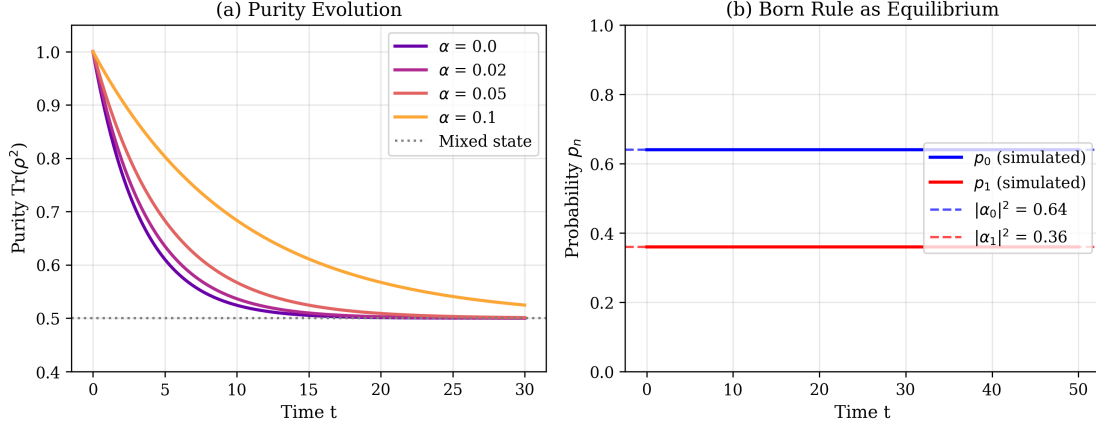 (a) Purity Evolution
Purity Tr(ρ²)
1.0
0.9
0.8
0.7
0.6
0.5
0.4
0
5
10
15
20
25
30
Time t
α = 0.0
α = 0.02
α = 0.05
α = 0.1
Mixed state
(b) Born Rule as Equilibrium
Probability pₙ
1.0
0.8
0.6
0.4
0.2
0.0
0
10
20
30
40
50
Time t
p₀ (simulated)
p₁ (simulated)
|α₀|² = 0.64
|α₁|² = 0.36